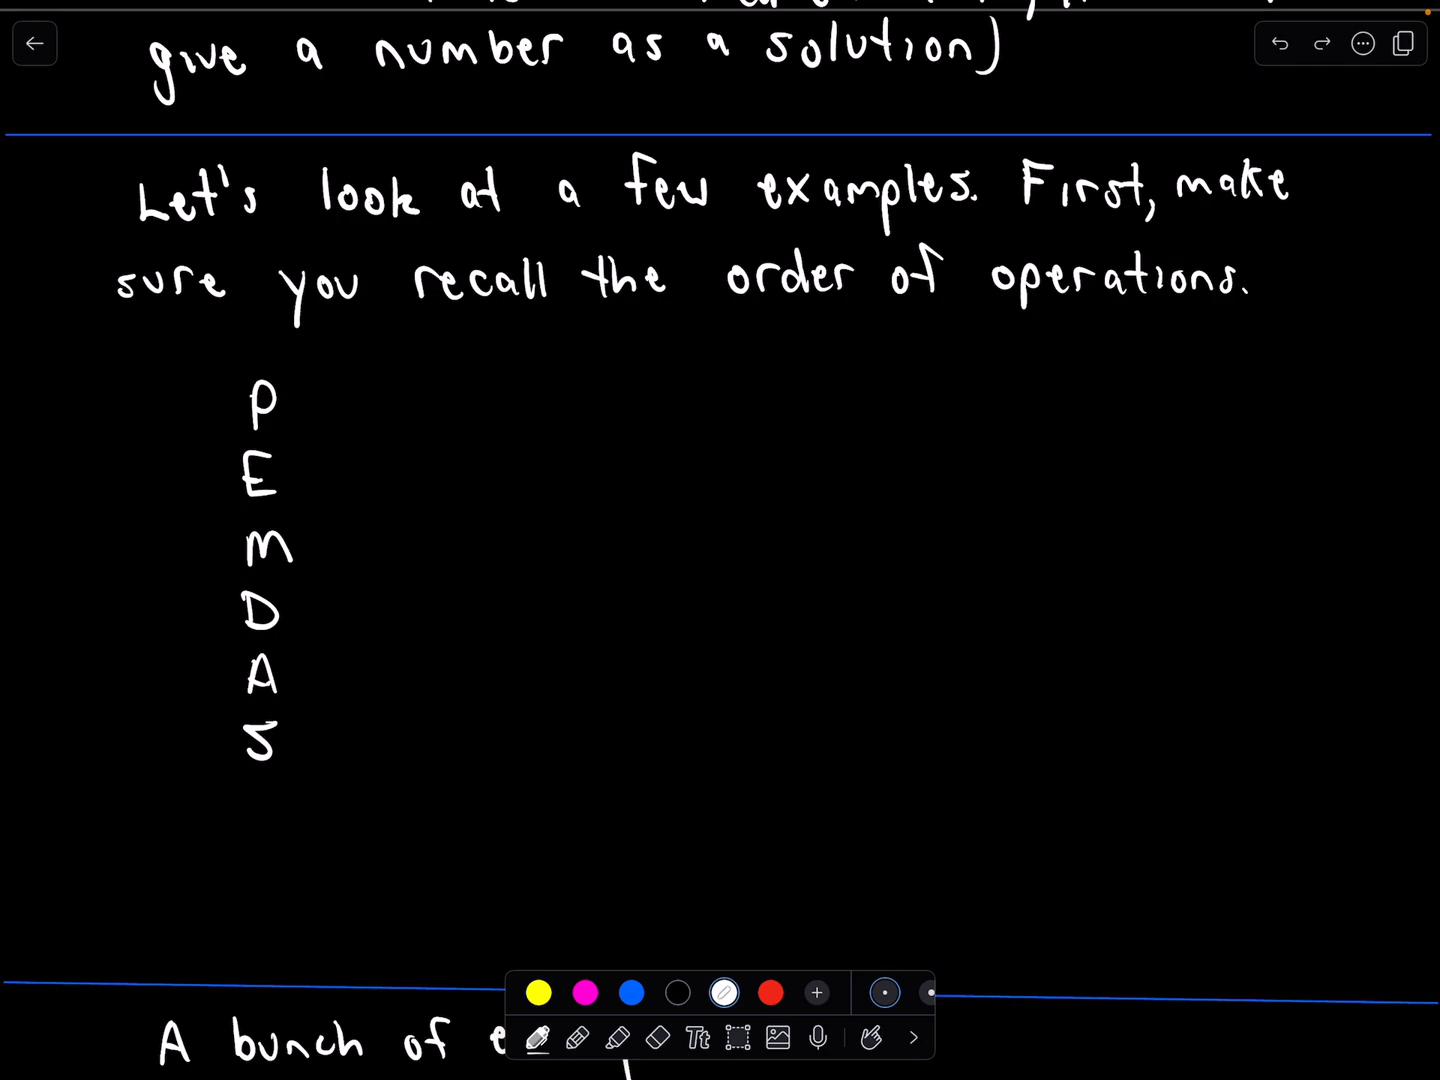 give a number as a solution)
Let's look at a few examples. First, make
sure you recall the order of operations.
P
E
M
D
A
S
A bunch of
Tt